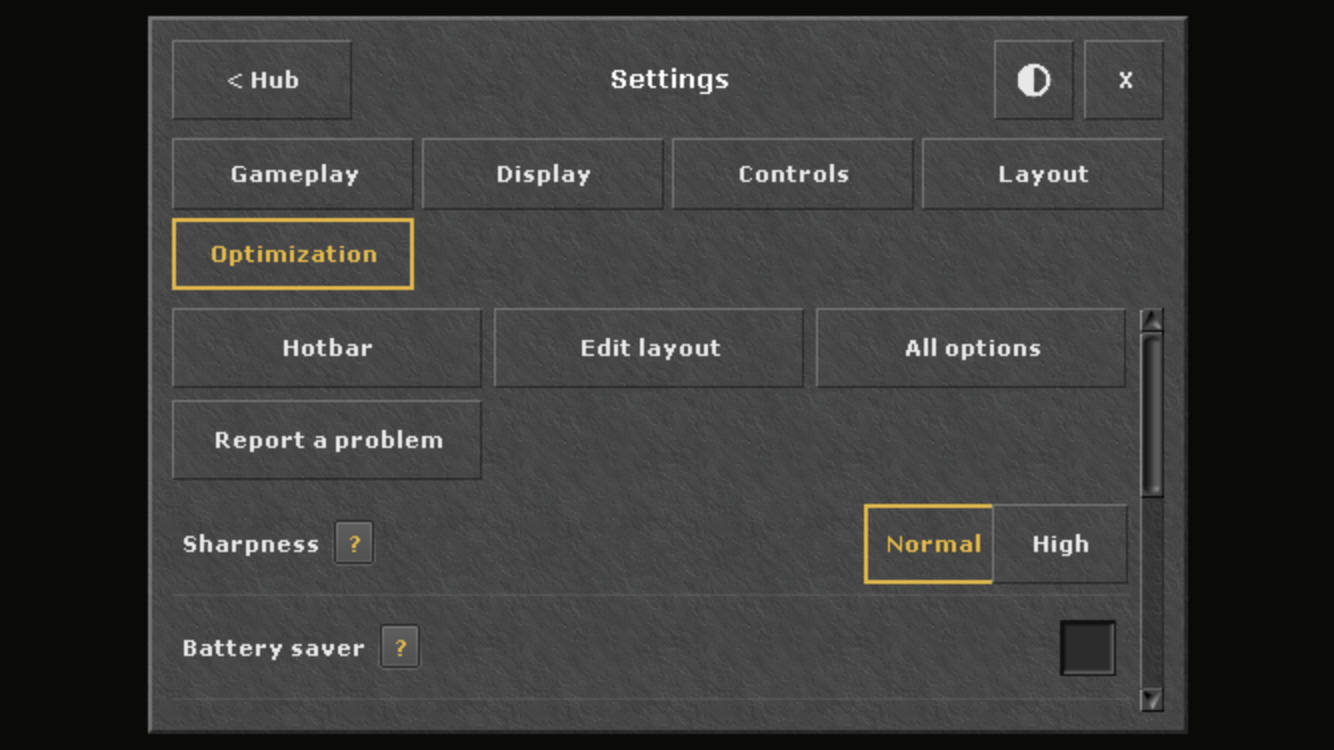 < Hub
Settings
X
Gameplay
Display
Controls
Layout
Optimization
Hotbar
Edit layout
All options
Report a problem
Sharpness ?
Normal
High
Battery saver ?